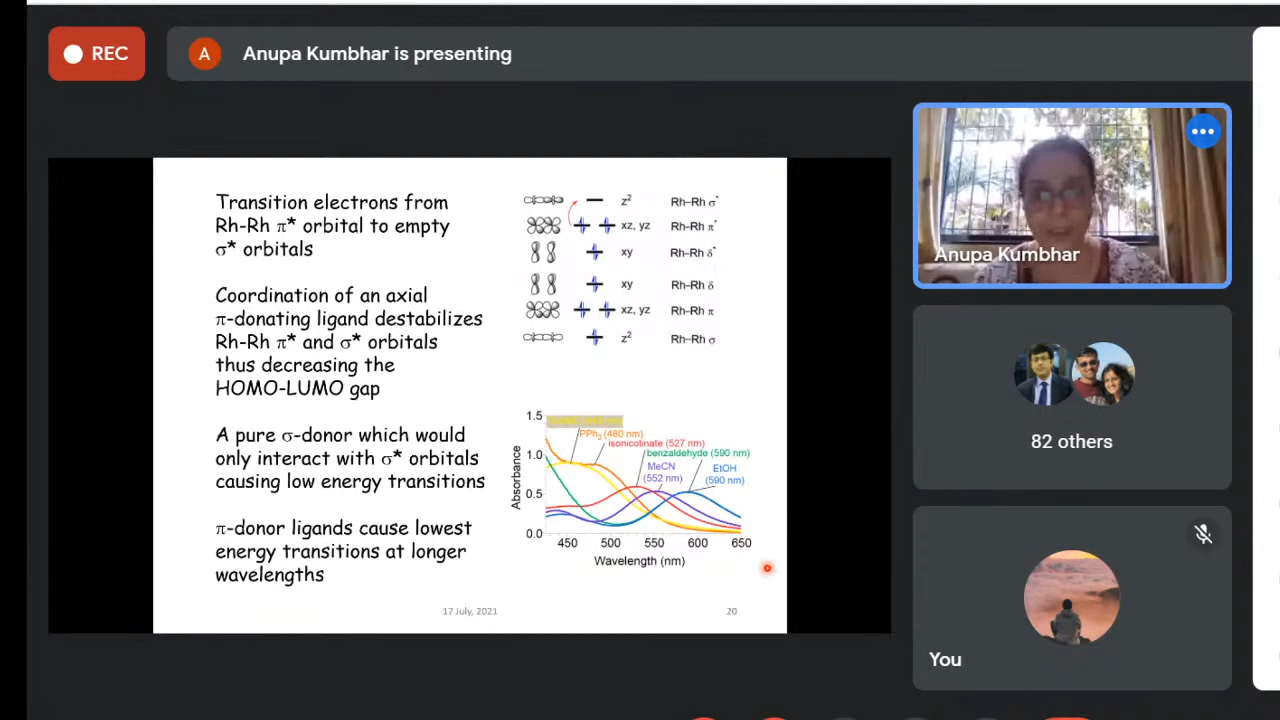 REC
A
Anupa Kumbhar is presenting
Transition electrons from
Rh-Rh π* orbital to empty
σ* orbitals
Coordination of an axial
π-donating ligand destabilizes
Rh-Rh π* and σ* orbitals
thus decreasing the
HOMO-LUMO gap
A pure σ-donor which would
only interact with σ* orbitals
causing low energy transitions
π-donor ligands cause lowest
energy transitions at longer
wavelengths
z² Rh–Rh σ*
xz, yz Rh–Rh π*
xy Rh–Rh δ*
xy Rh–Rh δ
xz, yz Rh–Rh π
z² Rh–Rh σ
1.5
1.0
0.5
0.0
Absorbance
PPh₃ (480 nm)
isonicotinate (527 nm)
benzaldehyde (590 nm)
MeCN
(552 nm)
EtOH
(590 nm)
450 500 550 600 650
Wavelength (nm)
17 July, 2021
20
Anupa Kumbhar
82 others
You